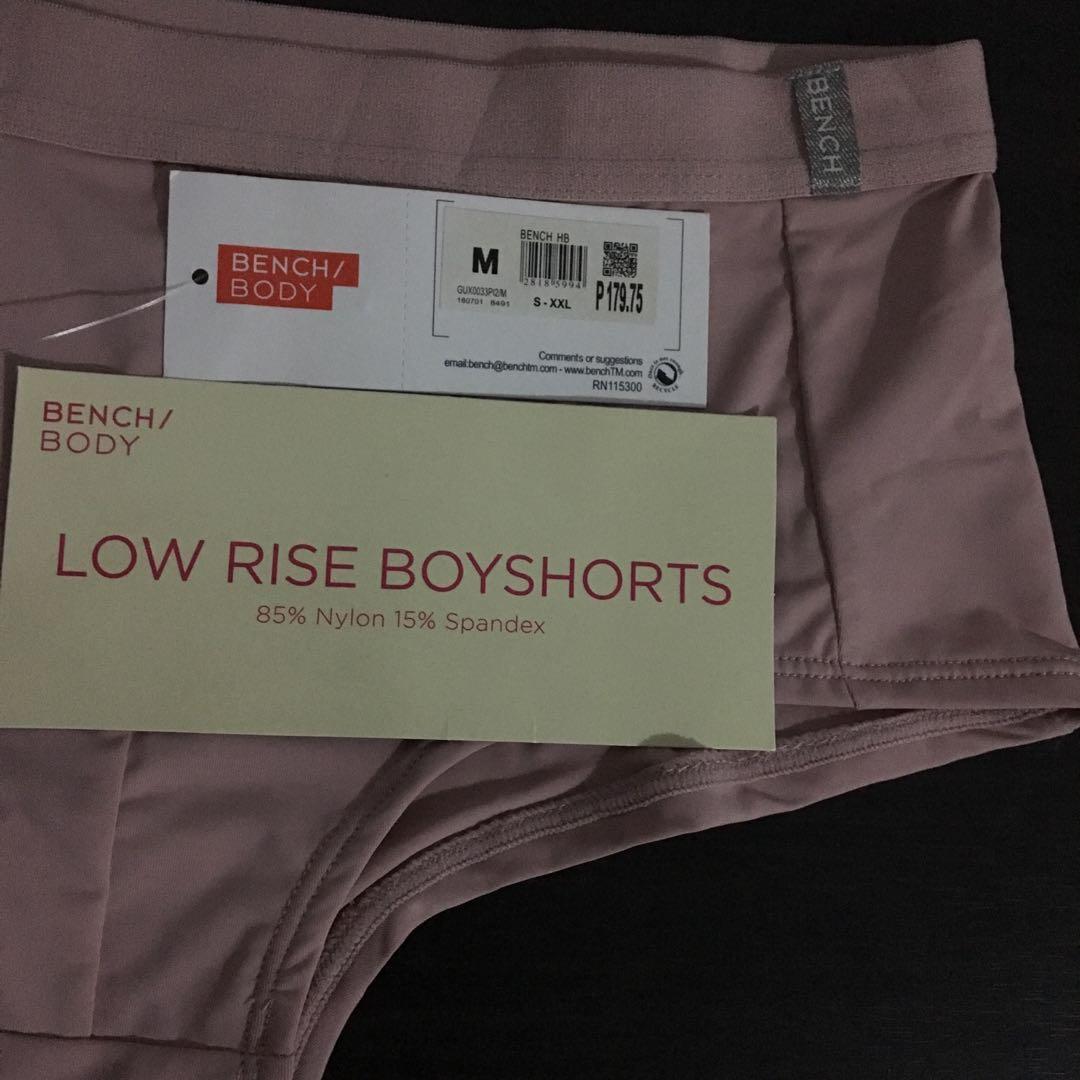 BENCH
BENCH/
BODY
BENCH HB
M
28185994
GUX0033PI2/M
160701 8491
S - XXL
P179.75
Comments or suggestions
email:bench@benchtm.com - www.benchTM.com
RN115300
RECYCLE
BENCH/
BODY
LOW RISE BOYSHORTS
85% Nylon 15% Spandex